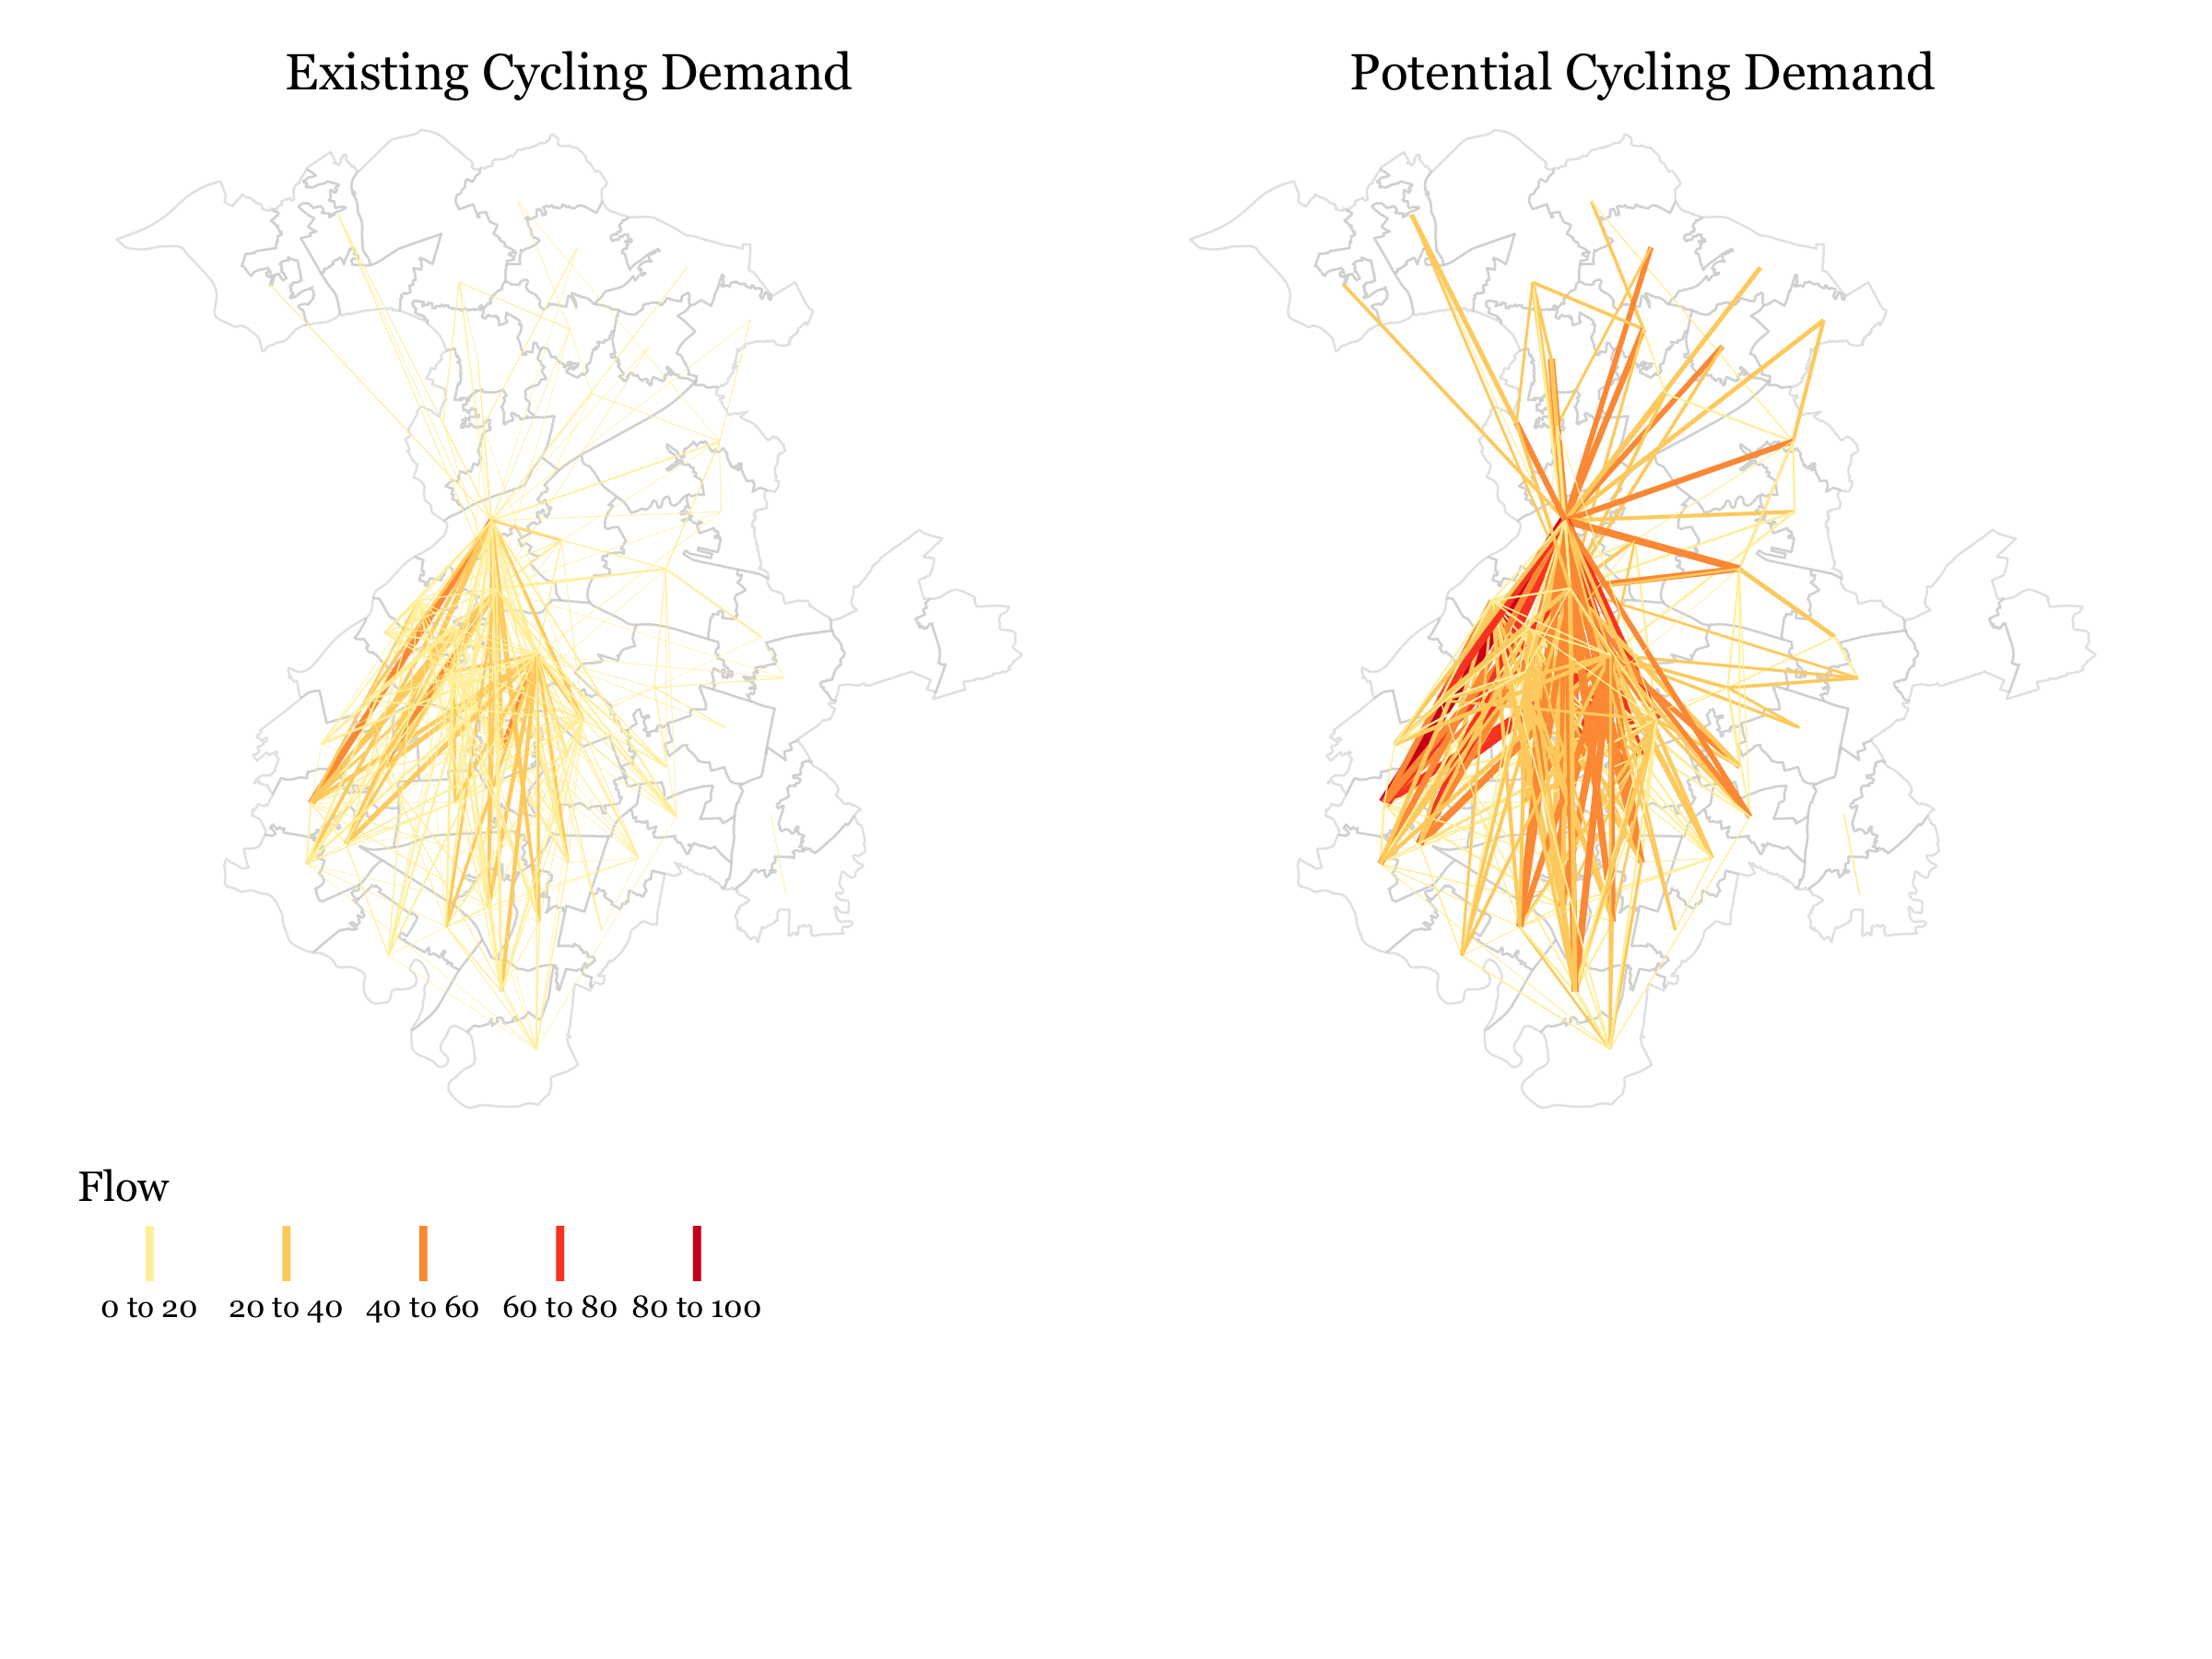 Existing Cycling Demand
Potential Cycling Demand
Flow
0 to 20
20 to 40
40 to 60
60 to 80
80 to 100